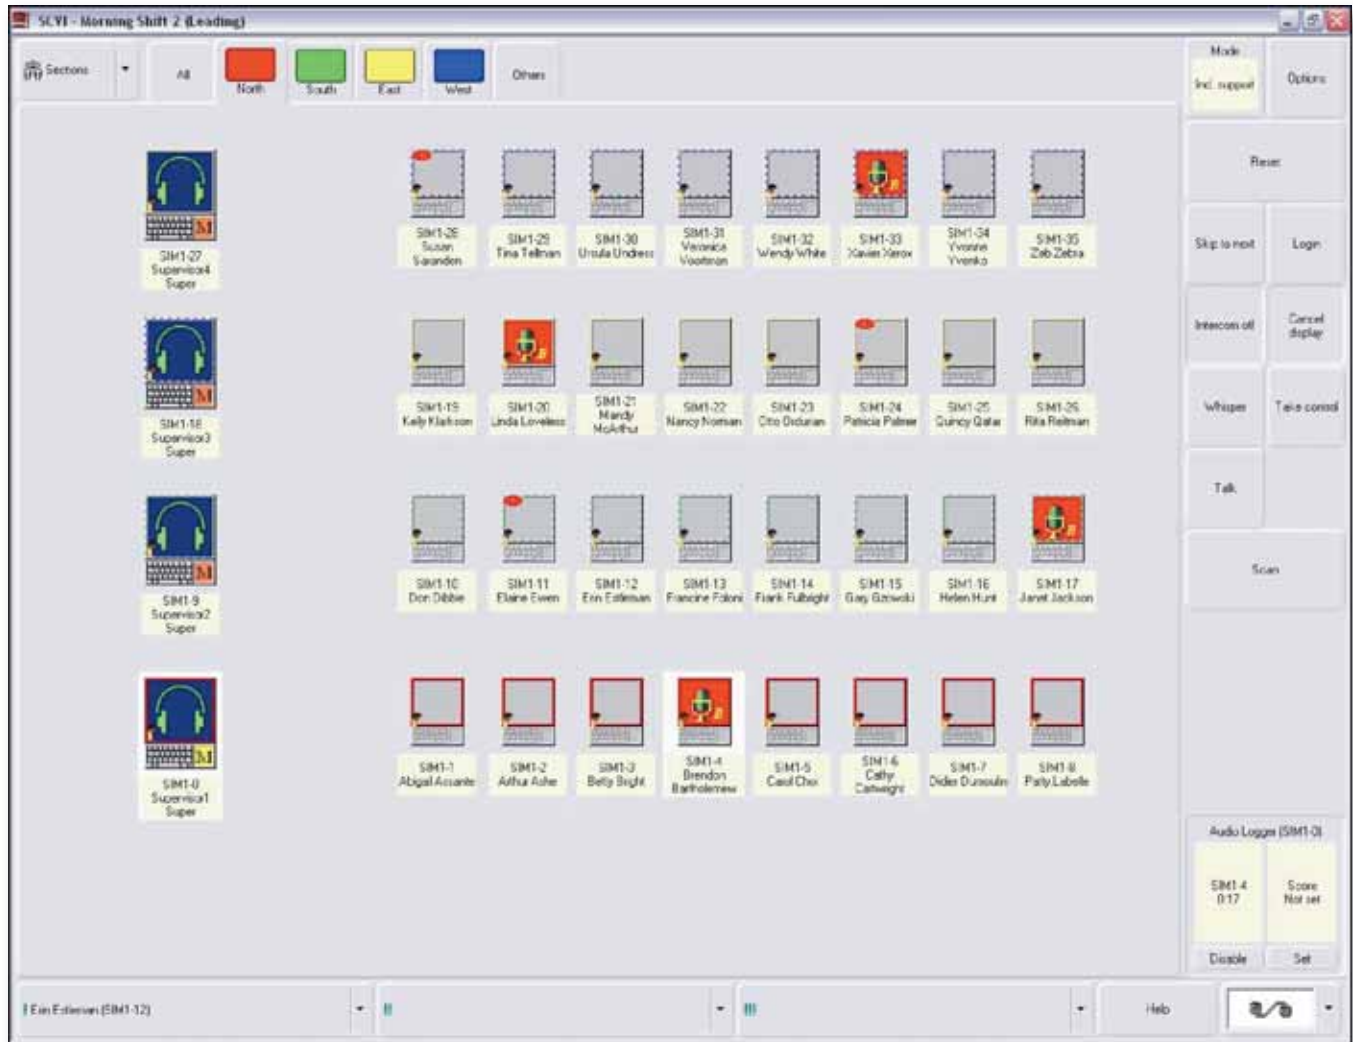 SCYI - Morning Shift 2 (Leading)
Sections
All
North
South
East
West
Others
Mode
Incl. support
Options
Reset
SIM1-27
Supervisor4
Super
SIM1-28
Susan
Saranden
SIM1-29
Tina Tellman
SIM1-30
Ursula Undress
SIM1-31
Veronica
Voortman
SIM1-32
Wendy White
SIM1-33
Xavier Xerox
SIM1-34
Yvonne
Yvonko
SIM1-35
Zeb Zebra
Skip to next
Login
Intercom off
Cancel
display
SIM1-18
Supervisor3
Super
SIM1-19
Kelly Klarkson
SIM1-20
Linda Loveless
SIM1-21
Mandy
McArthur
SIM1-22
Nancy Norman
SIM1-23
Otto
SIM1-24
Patricia Palmer
SIM1-25
Quincy Qatar
SIM1-26
Rita Reitman
Whisper
Take control
Talk
Scan
SIM1-9
Supervisor2
Super
SIM1-10
Don Dibbie
SIM1-11
Elaine Ewen
SIM1-12
Erin Estleman
SIM1-13
Francine Foloni
SIM1-14
Frank Fulbright
SIM1-15
Gary Gzowski
SIM1-16
Helen Hunt
SIM1-17
Janet Jackson
SIM1-0
Supervisor1
Super
SIM1-1
Abigail Assante
SIM1-2
Arthur Ashe
SIM1-3
Betty Bright
SIM1-4
Brendon
Bartholemew
SIM1-5
Carol Choi
SIM1-6
Cathy
Cartwright
SIM1-7
Didier Dumoulin
SIM1-8
Patty Labelle
Audio Logger (SIM1-0)
SIM1-4
0:17
Score
Not set
Disable
Set
Erin Estleman (SIM1-12)
Help